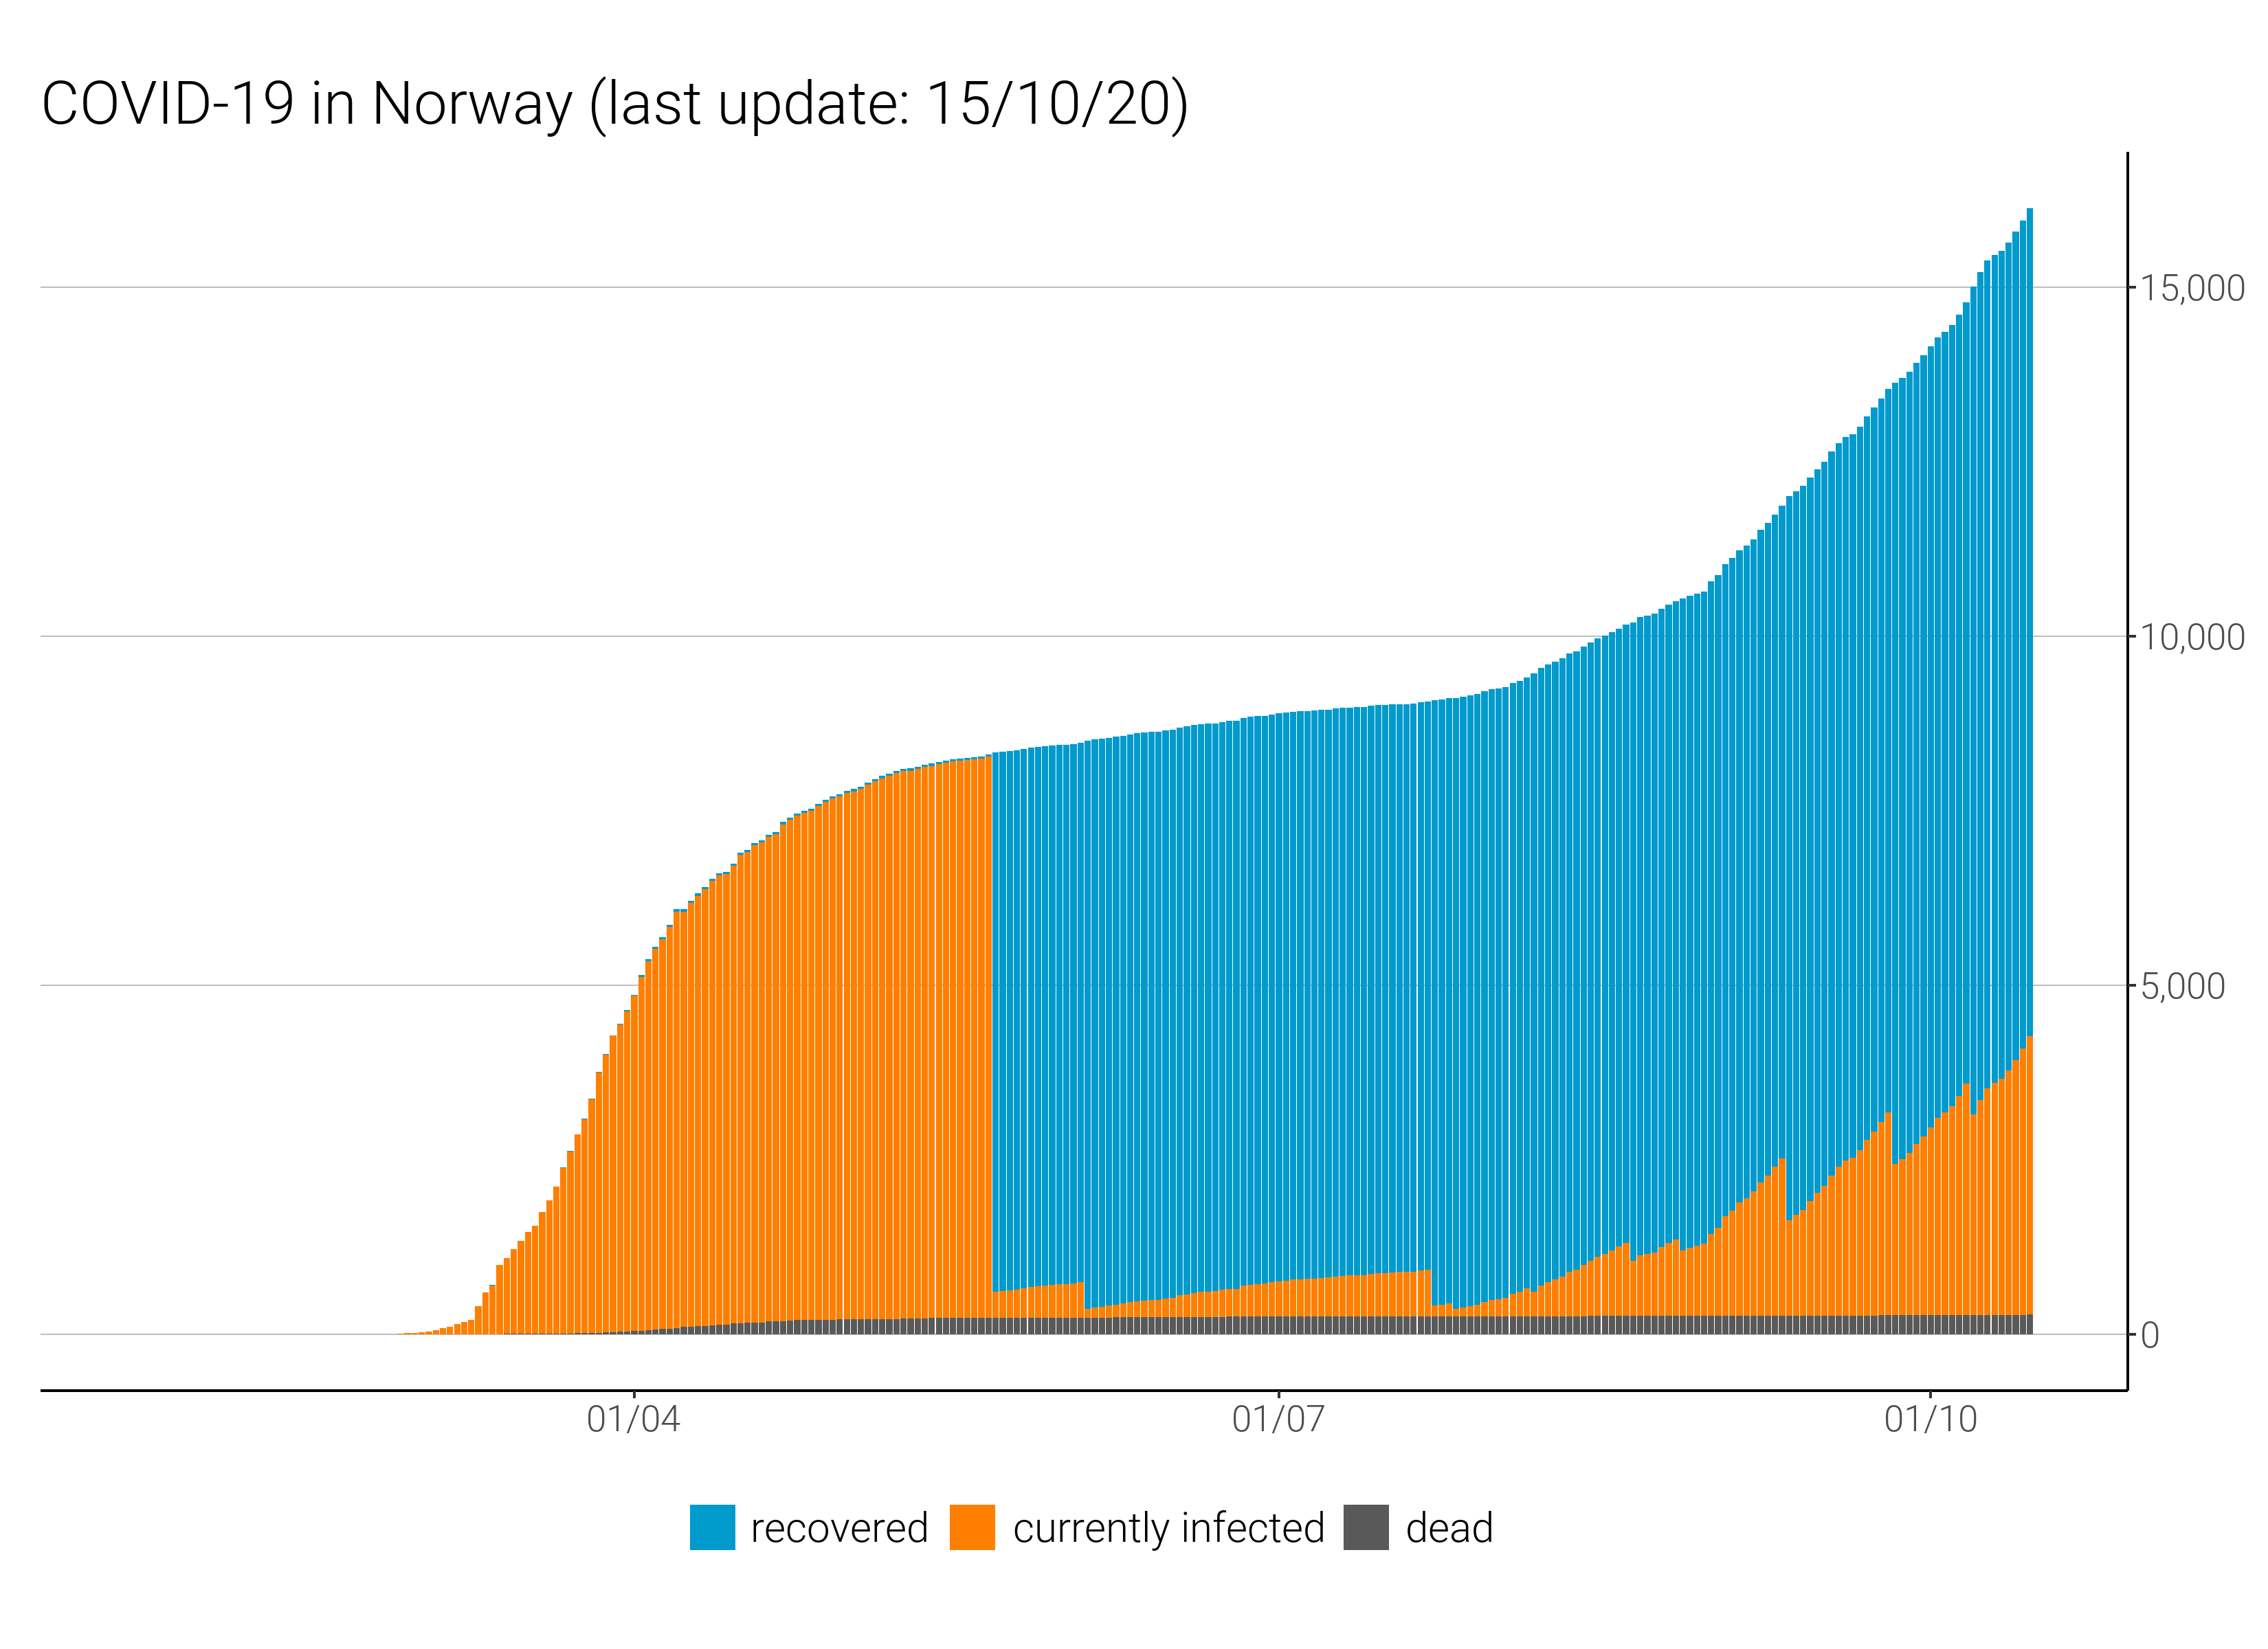 COVID-19 in Norway (last update: 15/10/20)
15,000
10,000
5,000
0
01/04 01/07 01/10
recovered currently infected dead